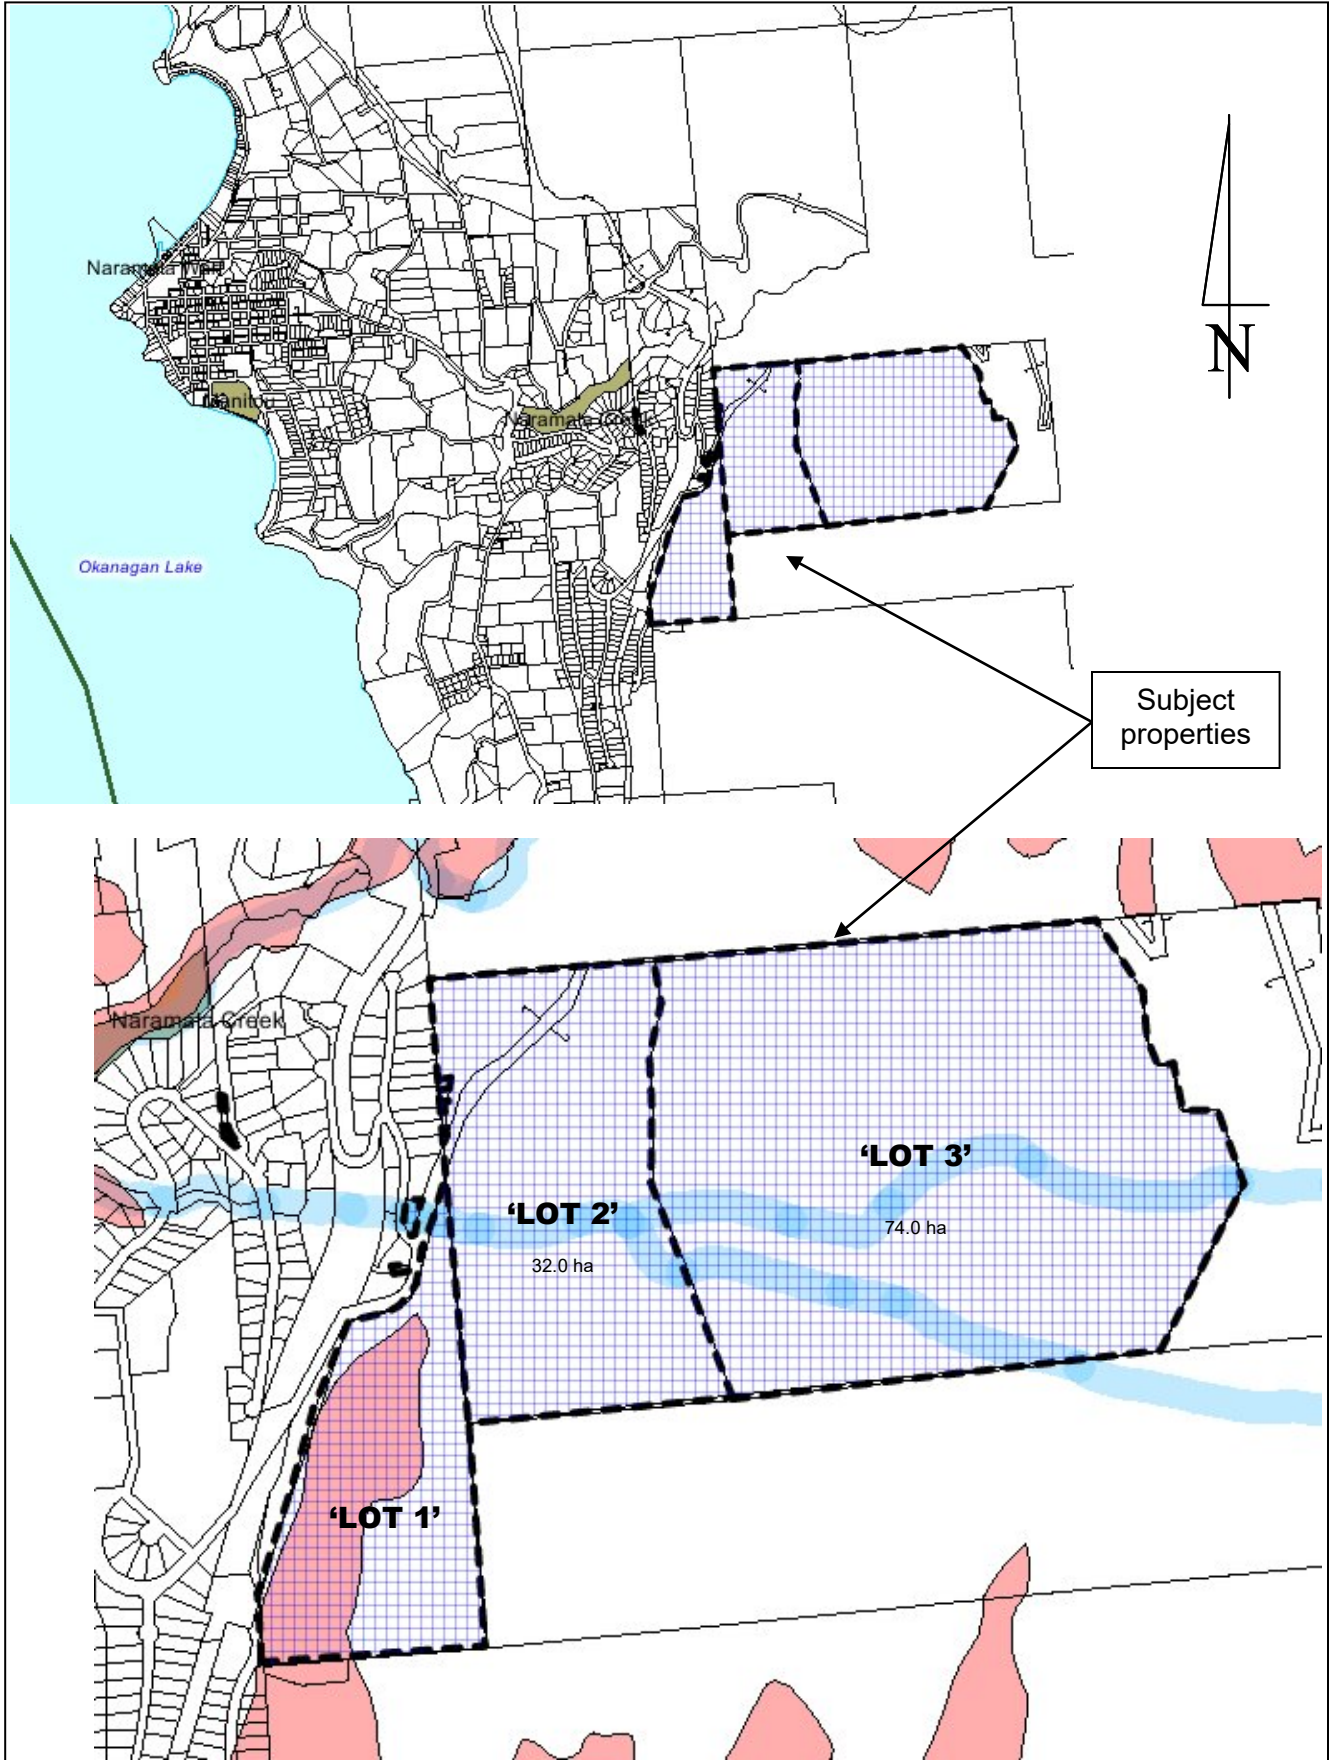 Naramata
N
Manitou
Naramata Creek
Okanagan Lake
Subject
properties
Naramata Creek
‘LOT 3’
74.0 ha
‘LOT 2’
32.0 ha
‘LOT 1’